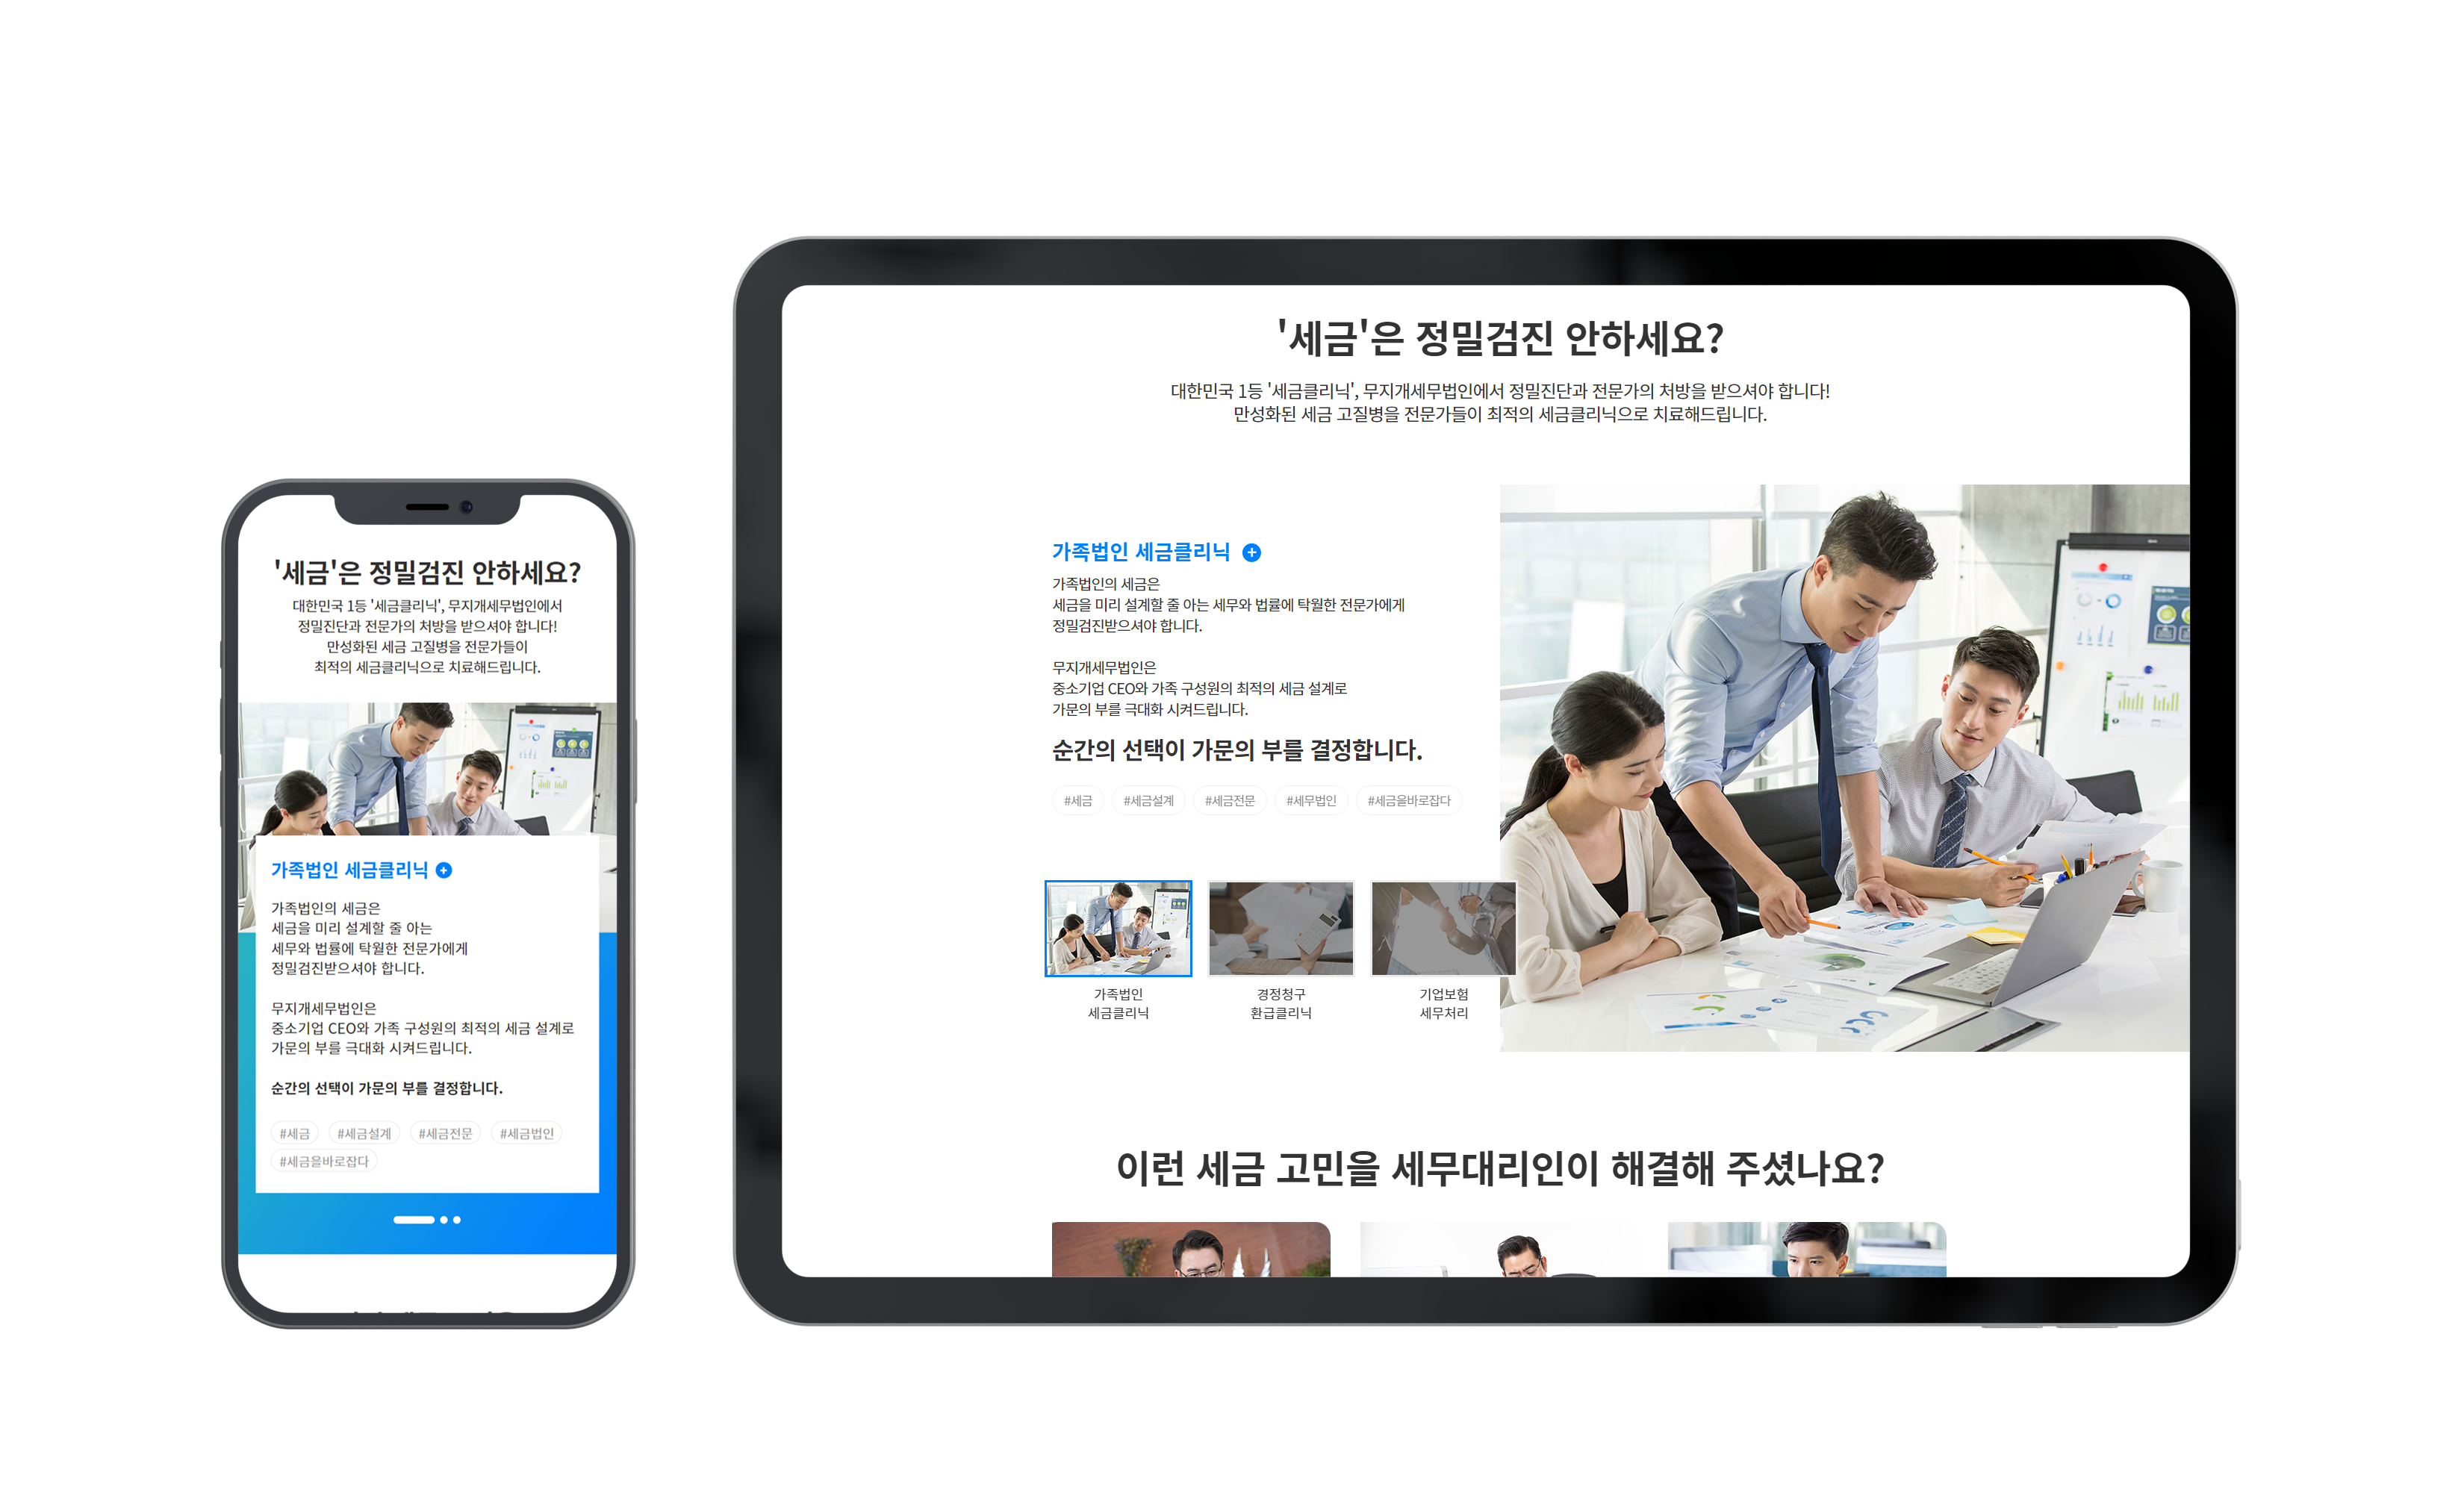 '세금'은 정밀검진 안하세요?
대한민국 1등 '세금클리닉', 무지개세무법인에서
정밀진단과 전문가의 처방을 받으셔야 합니다!
만성화된 세금 고질병을 전문가들이
최적의 세금클리닉으로 치료해드립니다.
가족법인 세금클리닉
가족법인의 세금은
세금을 미리 설계할 줄 아는
세무와 법률에 탁월한 전문가에게
정밀검진받으셔야 합니다.
무지개세무법인은
중소기업 CEO와 가족 구성원의 최적의 세금 설계로
가문의 부를 극대화 시켜드립니다.
순간의 선택이 가문의 부를 결정합니다.
#세금 #세금설계 #세금전문 #세금법인
#세금을바로잡다
'세금'은 정밀검진 안하세요?
대한민국 1등 '세금클리닉', 무지개세무법인에서 정밀진단과 전문가의 처방을 받으셔야 합니다!
만성화된 세금 고질병을 전문가들이 최적의 세금클리닉으로 치료해드립니다.
가족법인 세금클리닉
가족법인의 세금은
세금을 미리 설계할 줄 아는 세무와 법률에 탁월한 전문가에게
정밀검진받으셔야 합니다.
무지개세무법인은
중소기업 CEO와 가족 구성원의 최적의 세금 설계로
가문의 부를 극대화 시켜드립니다.
순간의 선택이 가문의 부를 결정합니다.
#세금 #세금설계 #세금전문 #세무법인 #세금을바로잡다
가족법인
세금클리닉
경정청구
환급클리닉
기업보험
세무처리
이런 세금 고민을 세무대리인이 해결해 주셨나요?